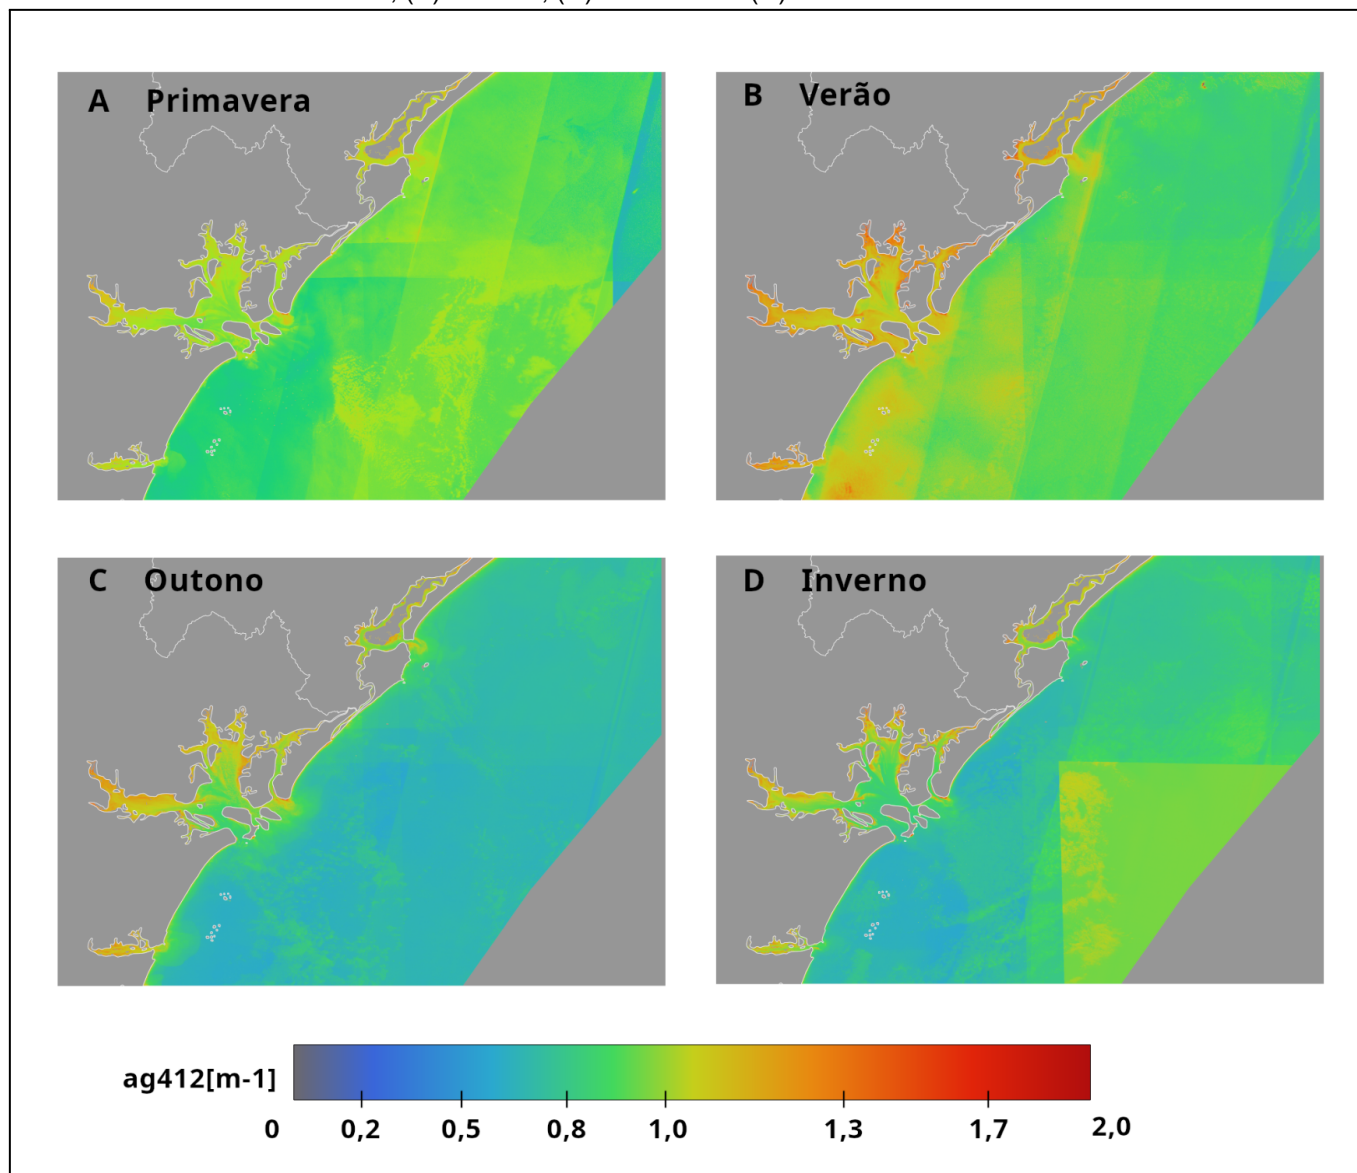 A Primavera
B Verão
C Outono
D Inverno
ag412[m-1]
0 0,2 0,5 0,8 1,0 1,3 1,7 2,0